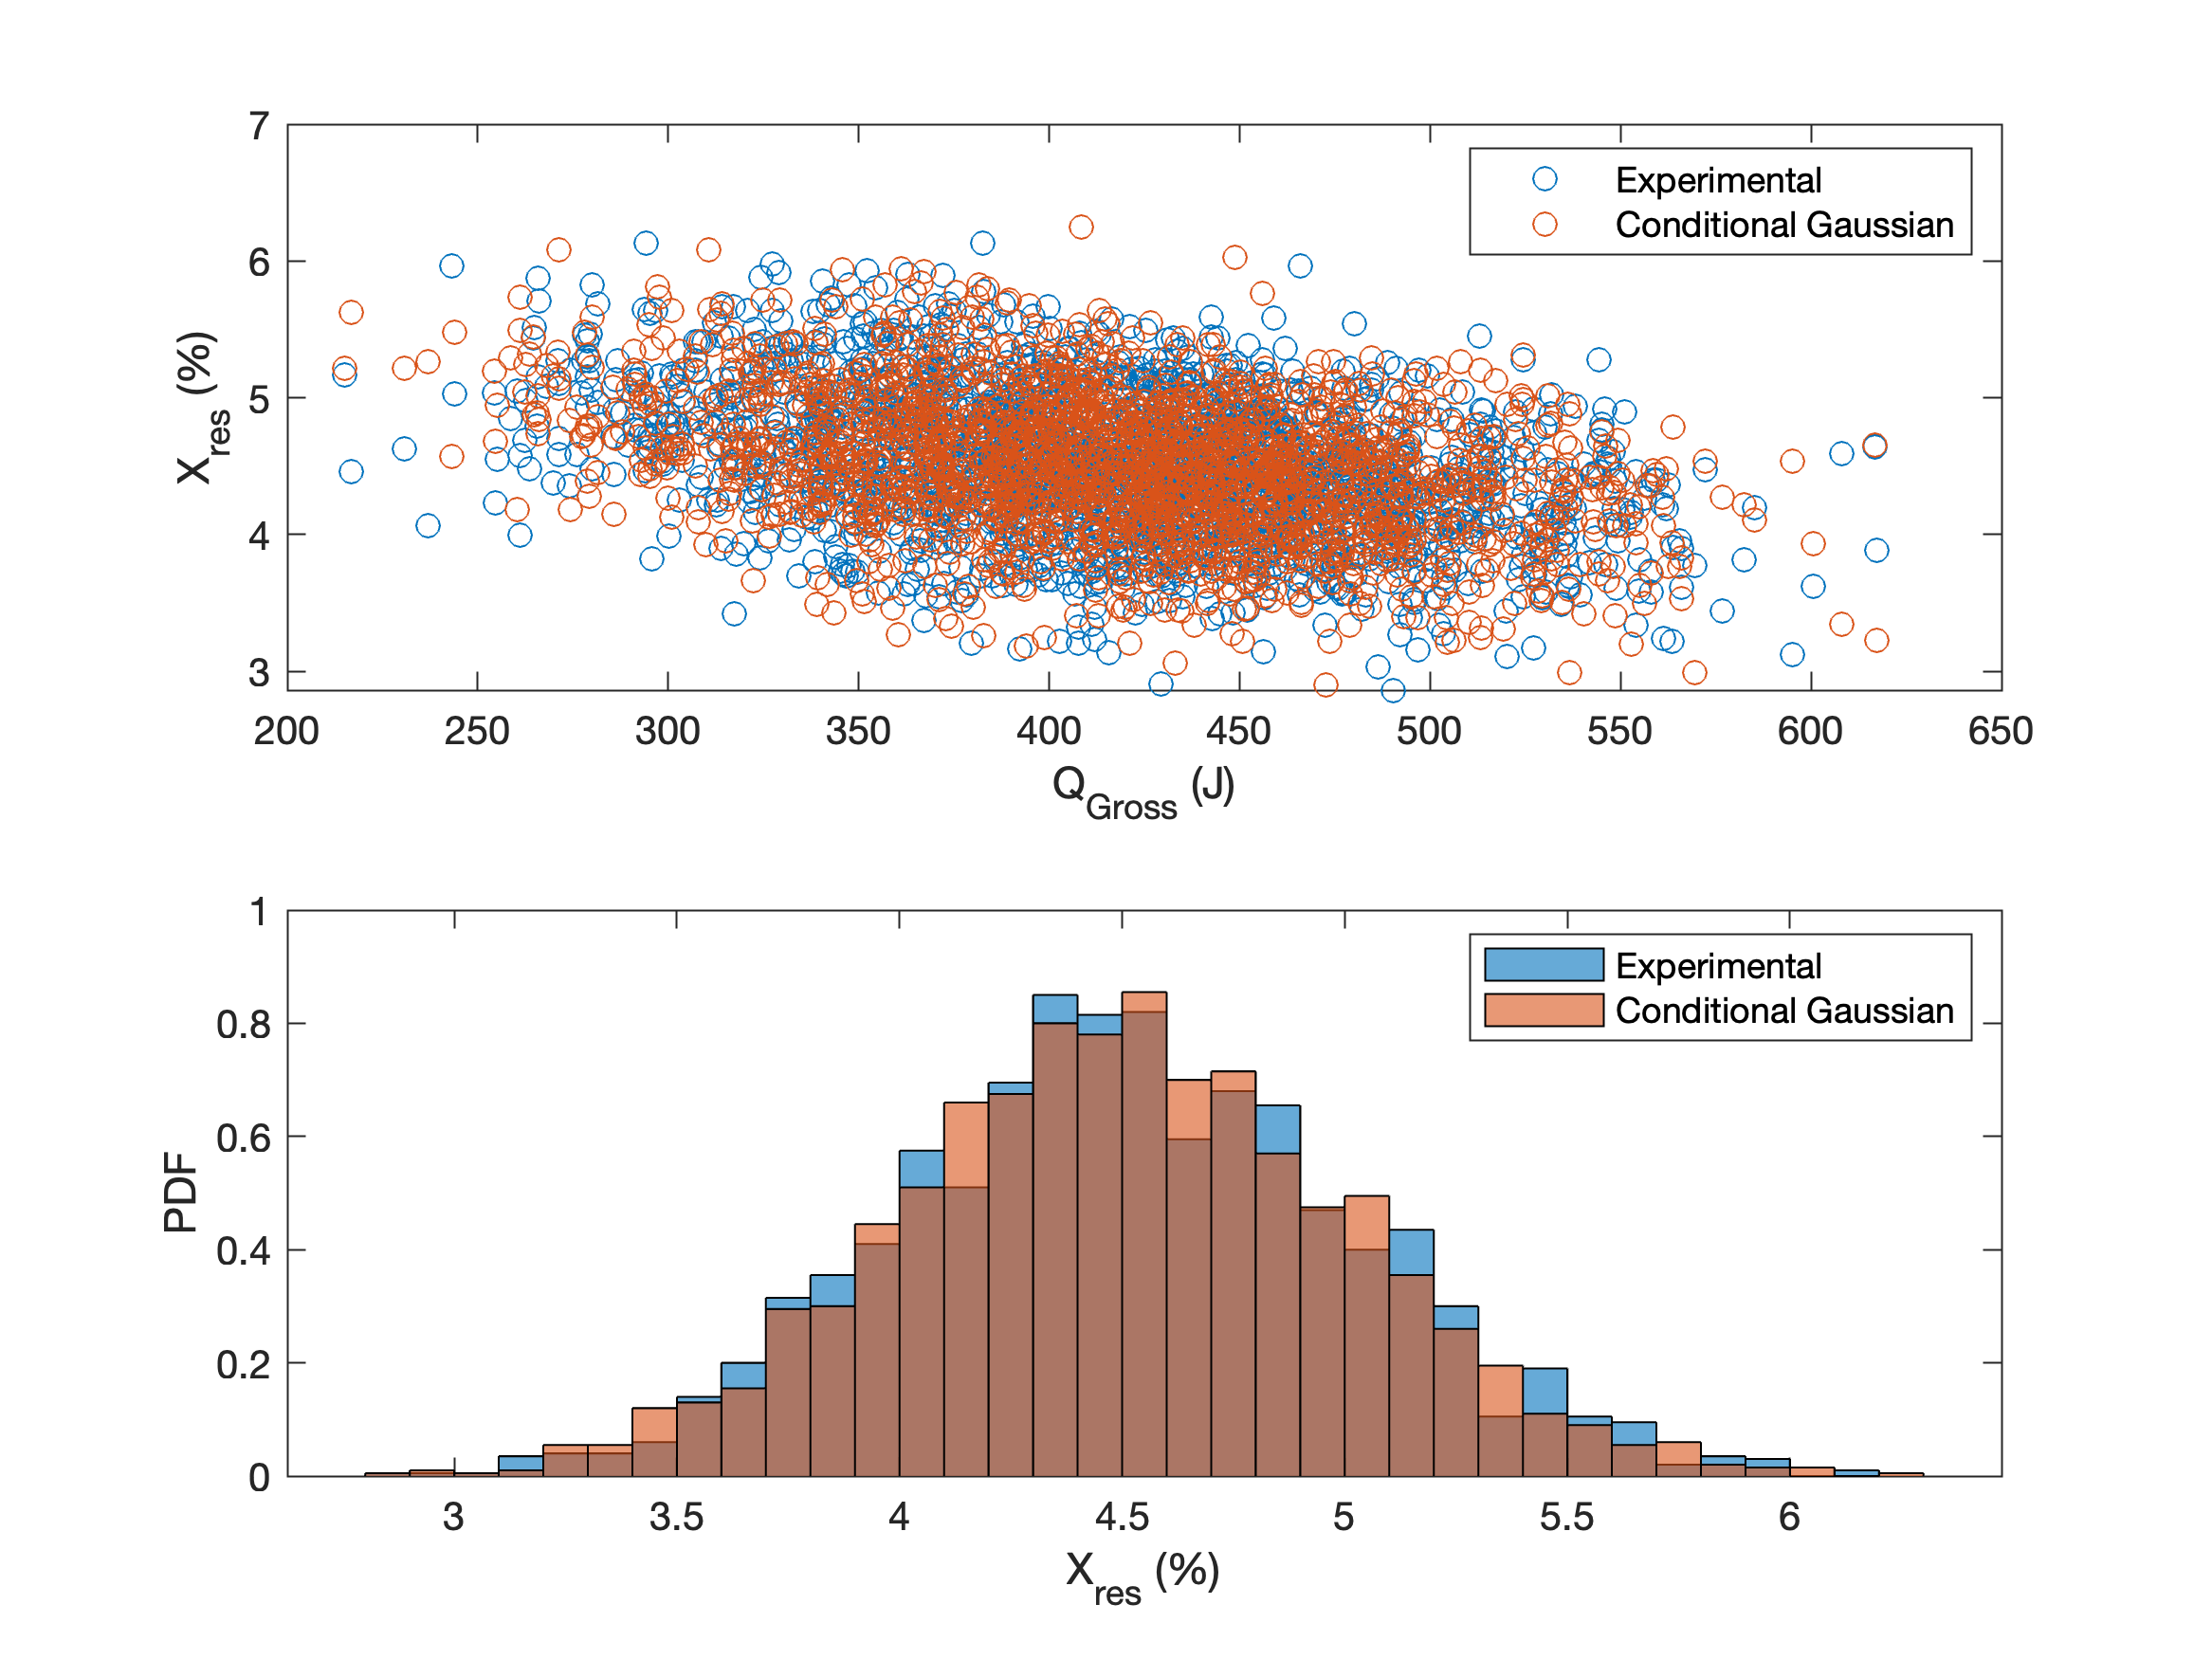 7
6
5
4
3
X_res (%)
Experimental
Conditional Gaussian
200 250 300 350 400 450 500 550 600 650
Q_Gross (J)
1
0.8
0.6
0.4
0.2
0
PDF
Experimental
Conditional Gaussian
3 3.5 4 4.5 5 5.5 6
X_res (%)